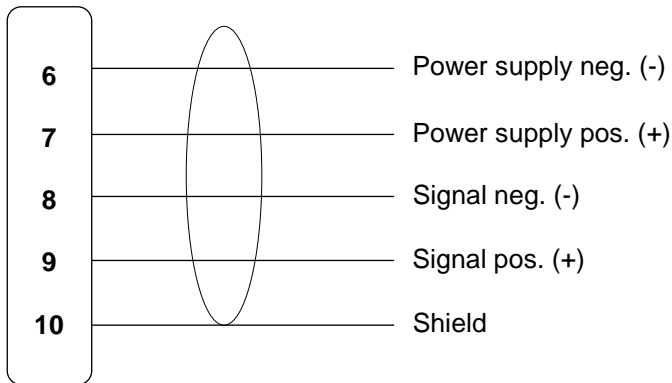 6 Power supply neg. (-)
7 Power supply pos. (+)
8 Signal neg. (-)
9 Signal pos. (+)
10 Shield